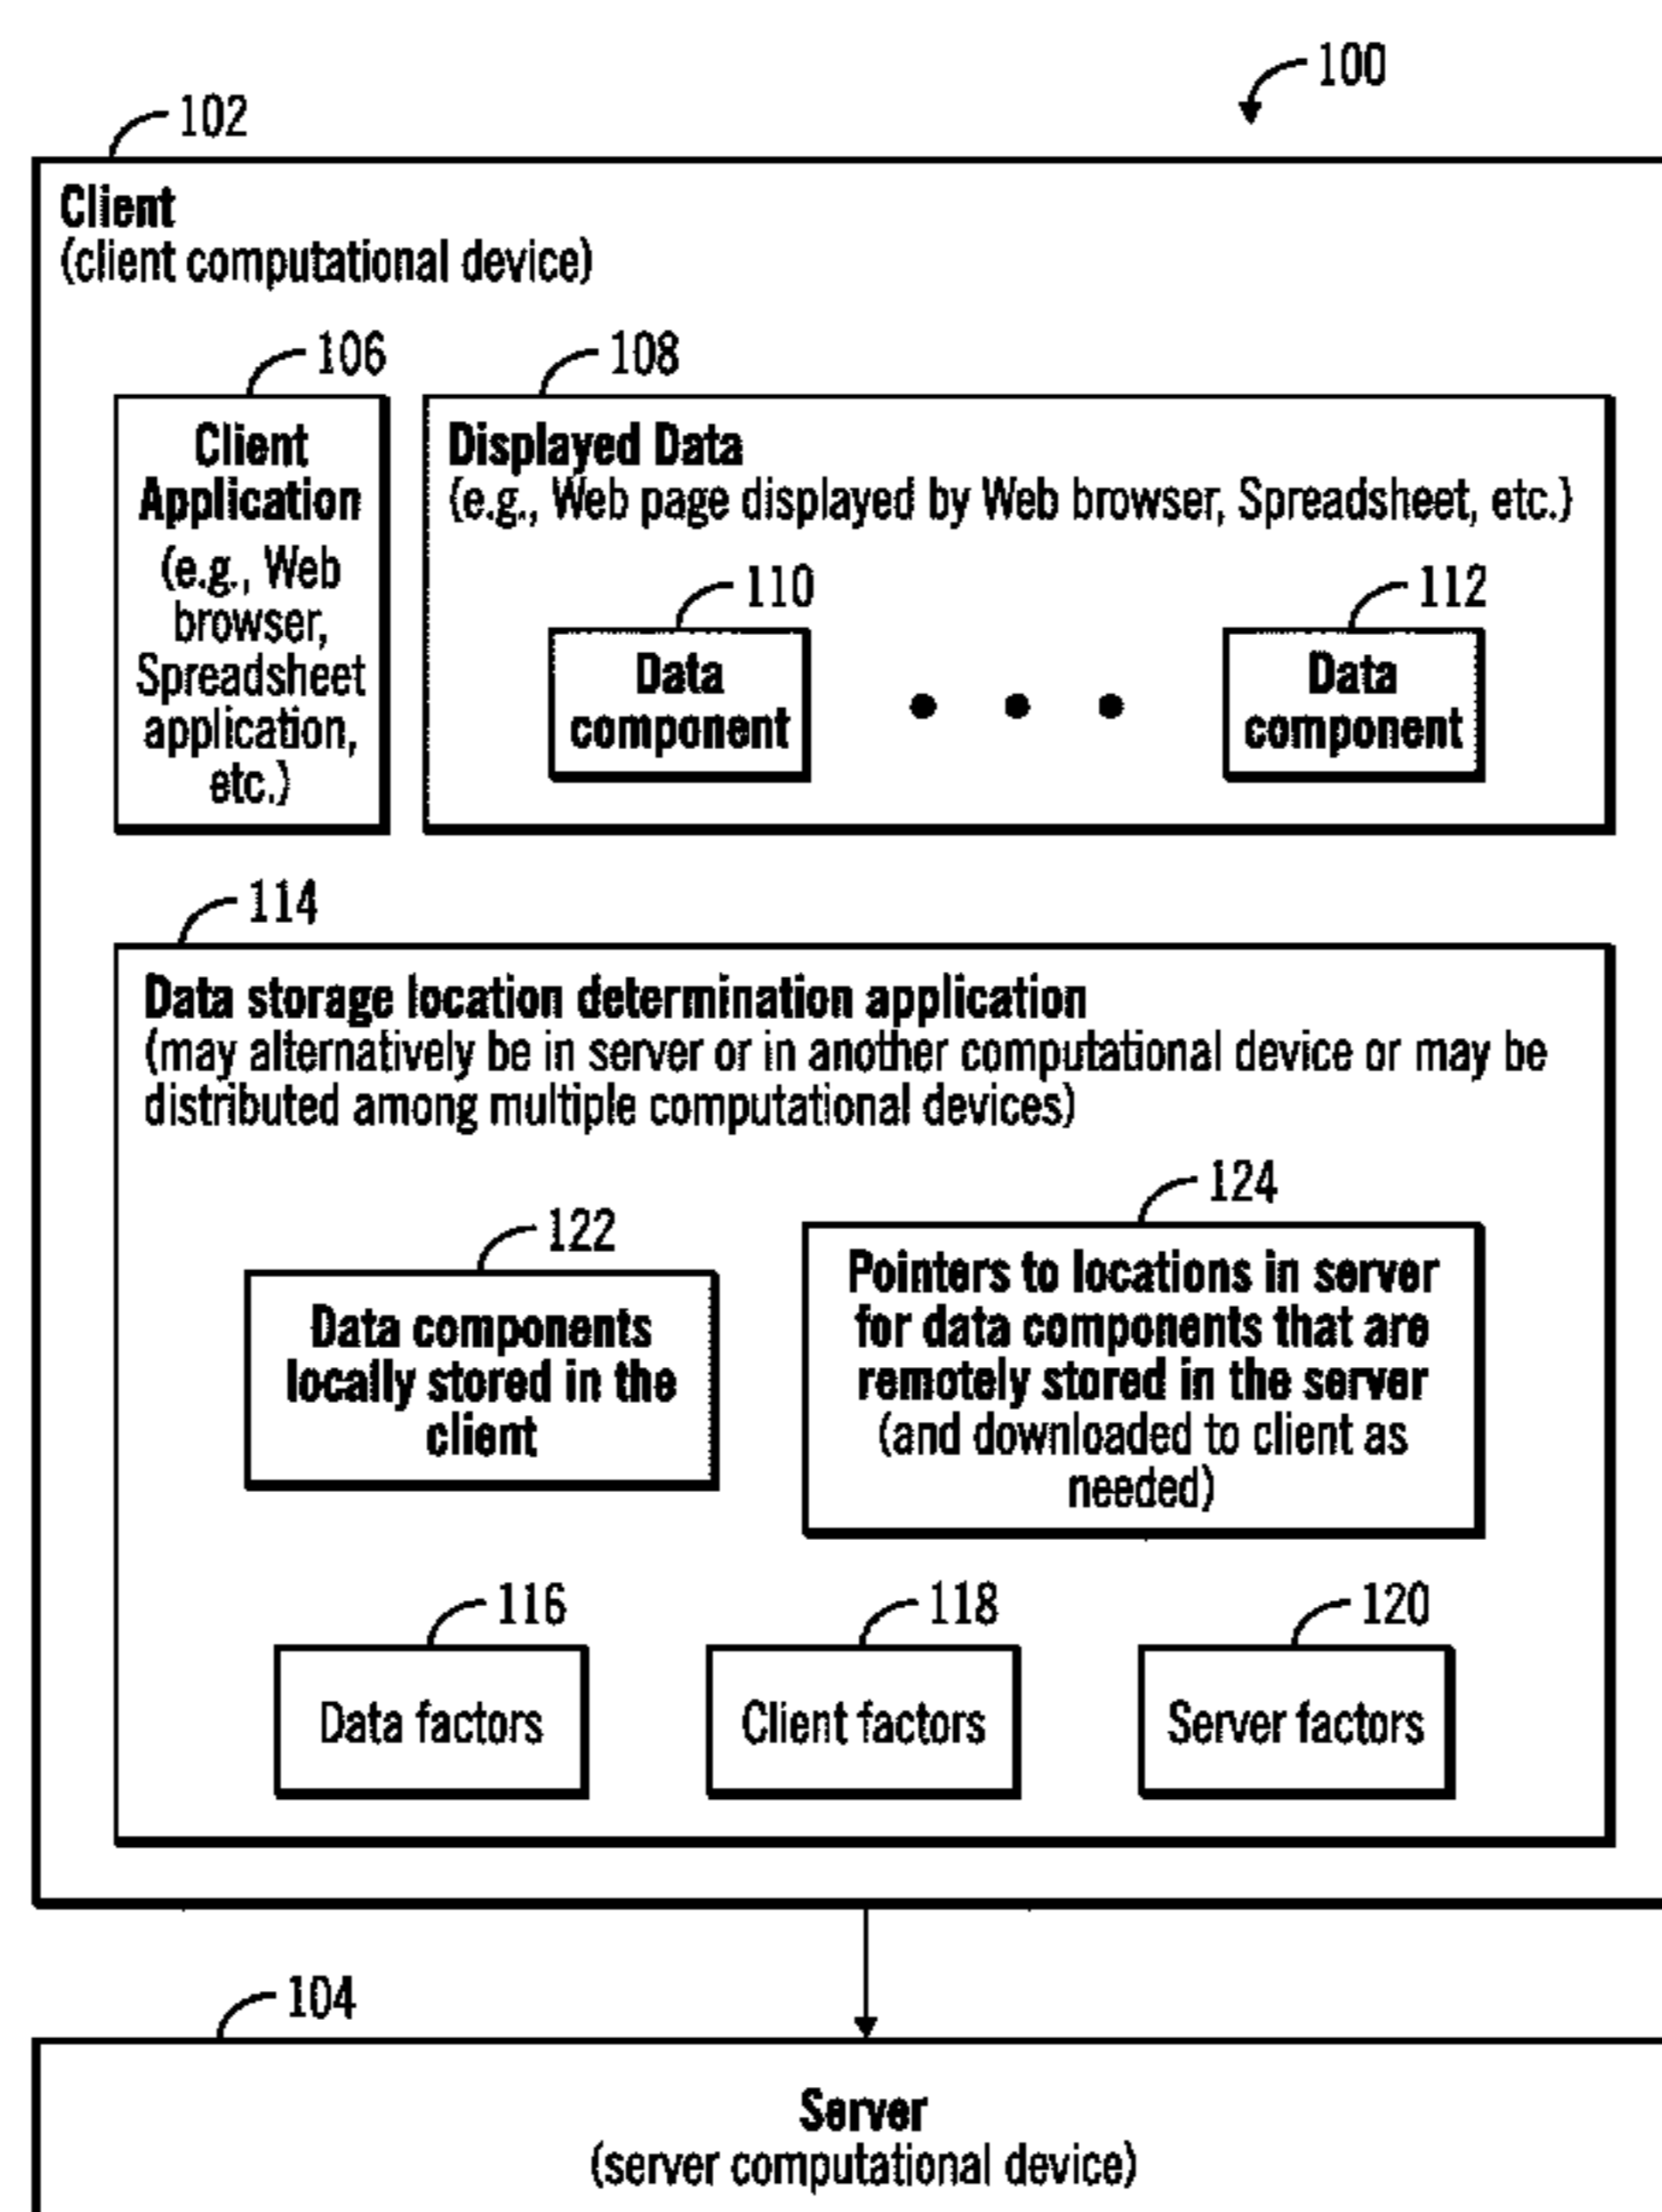 100
102
Client
(client computational device)
106
108
Client
Application
(e.g., Web
browser,
Spreadsheet
application,
etc.)
Displayed Data
(e.g., Web page displayed by Web browser, Spreadsheet, etc.)
110
112
Data
component
Data
component
114
Data storage location determination application
(may alternatively be in server or in another computational device or may be
distributed among multiple computational devices)
122
124
Data components
locally stored in the
client
Pointers to locations in server
for data components that are
remotely stored in the server
(and downloaded to client as
needed)
116
118
120
Data factors
Client factors
Server factors
104
Server
(server computational device)